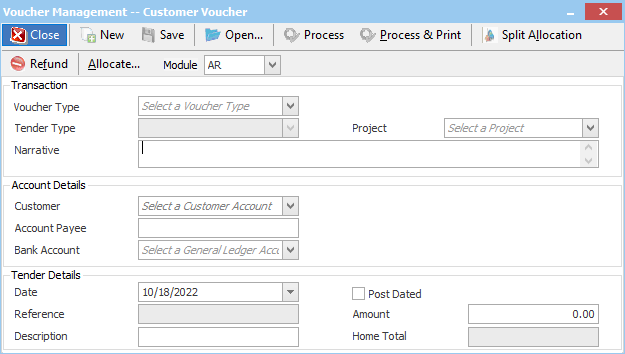 Voucher Management -- Customer Voucher
Close New Save Open... Process Process & Print Split Allocation
Refund Allocate... Module AR
Transaction
Voucher Type Select a Voucher Type
Tender Type Project Select a Project
Narrative
Account Details
Customer Select a Customer Account
Account Payee
Bank Account Select a General Ledger Acc
Tender Details
Date 10/18/2022 Post Dated
Reference Amount 0.00
Description Home Total